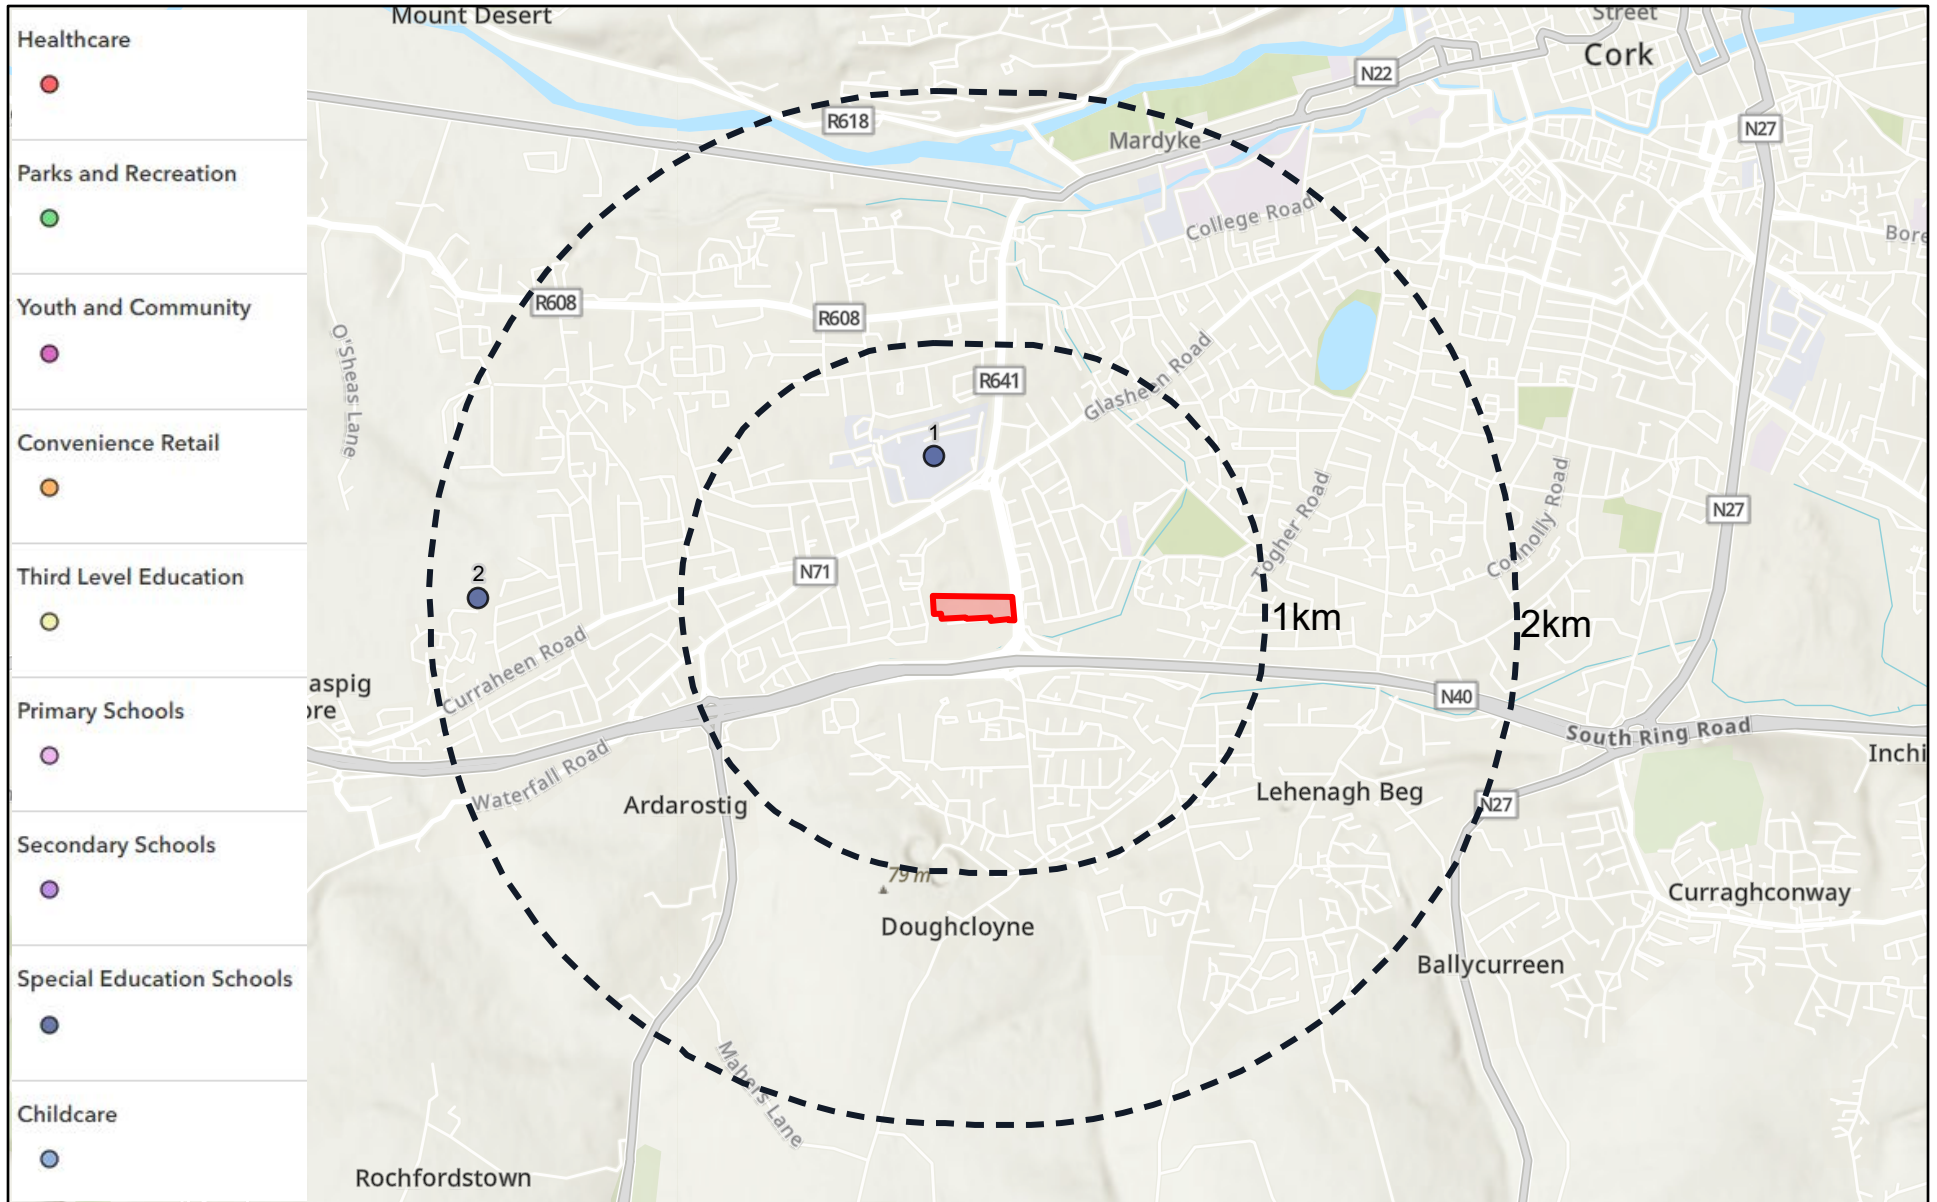 Healthcare
Parks and Recreation
Youth and Community
Convenience Retail
Third Level Education
Primary Schools
Secondary Schools
Special Education Schools
Childcare
Mount Desert
Street
Cork
N22
R618
Mardyke
N27
College Road
Bore
R608
R608
O'Sheas Lane
R641
Glasheen Road
1
Togher Road
Connolly Road
N27
2
N71
1km
2km
Curraheen Road
aspig
ore
N40
South Ring Road
Inchi
Waterfall Road
Ardarostig
Lehenagh Beg
N27
79 m
Doughcloyne
Curraghconway
Ballycurreen
Mahers Lane
Rochfordstown